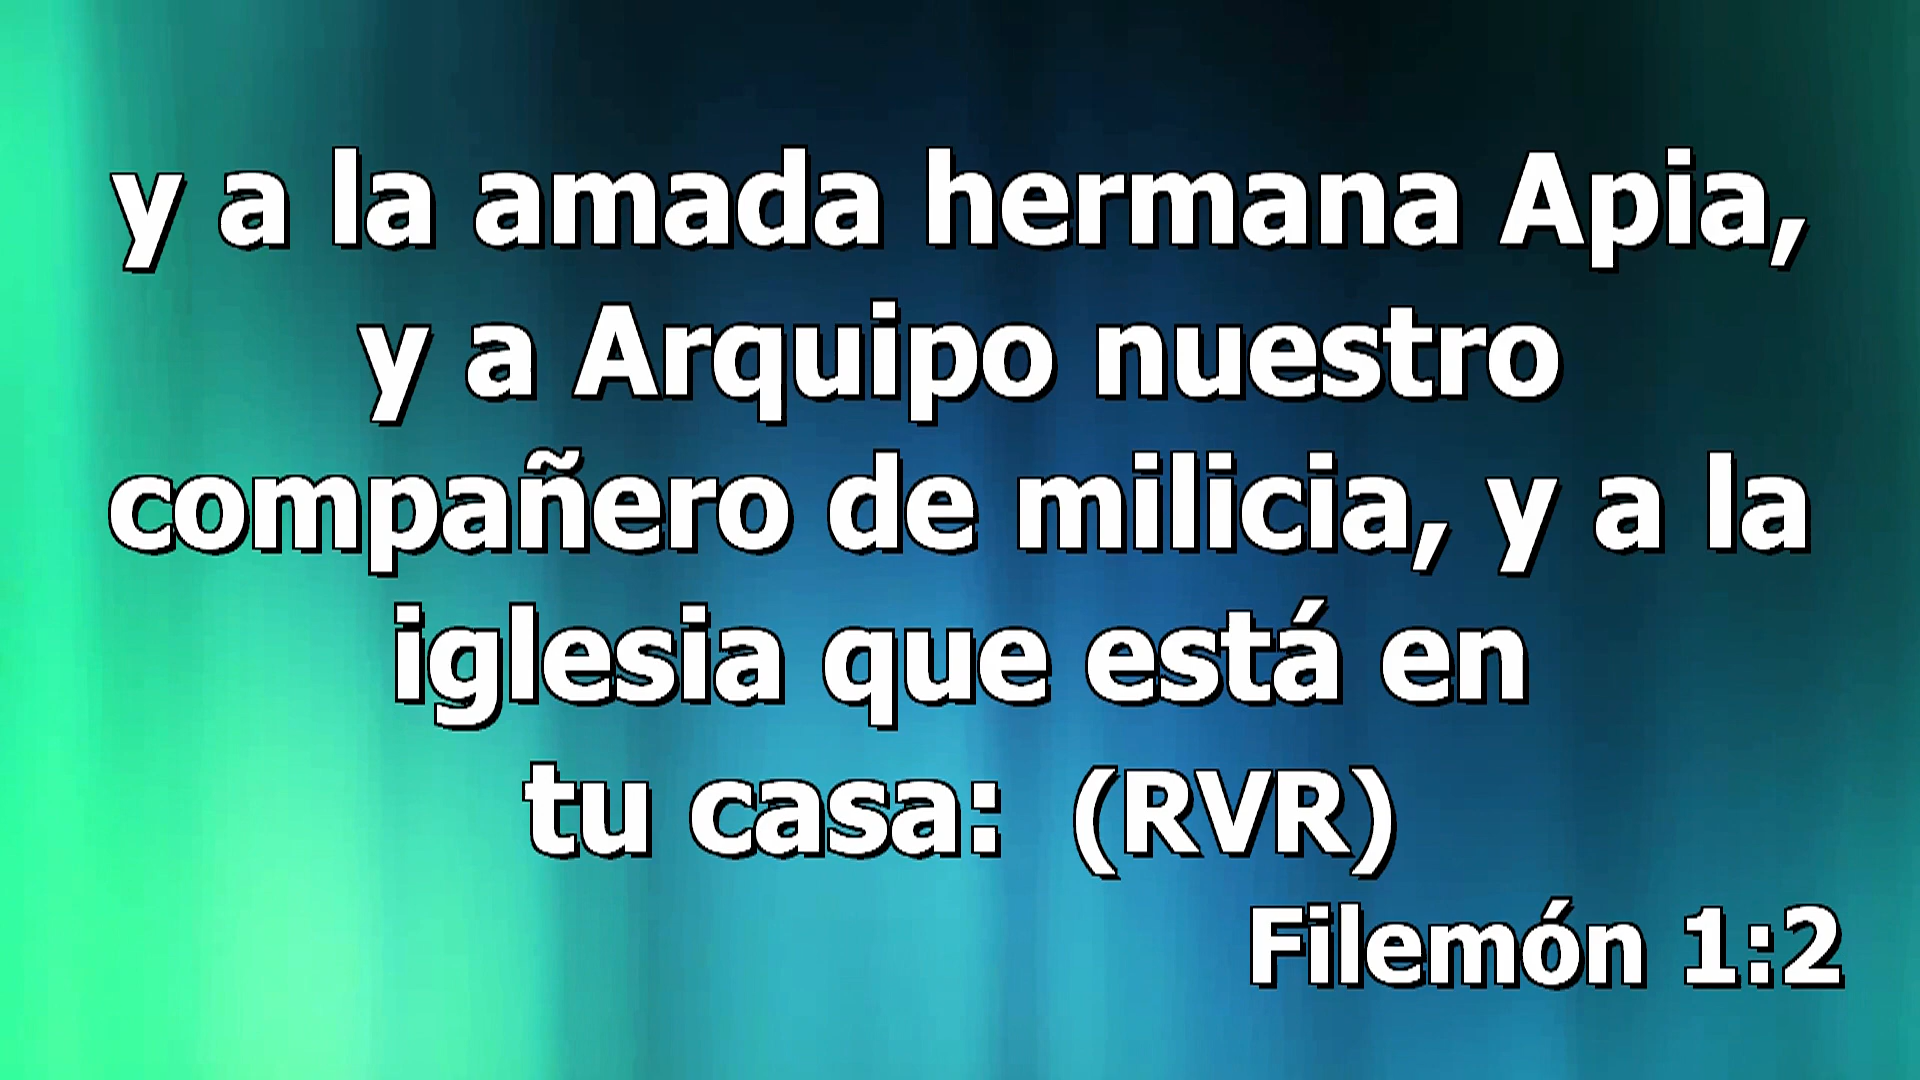 y a la amada hermana Apia,
y a Arquipo nuestro
compañero de milicia, y a la
iglesia que está en
tu casa:  (RVR)
Filemón 1:2